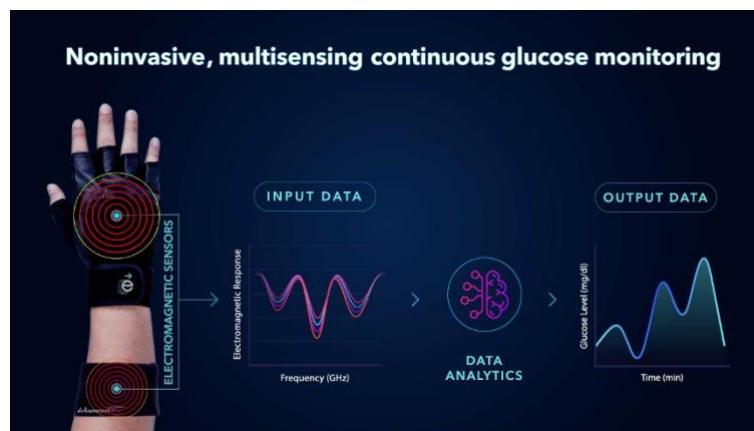 Noninvasive, multisensing continuous glucose monitoring
INPUT DATA
OUTPUT DATA
ELECTROMAGNETIC SENSORS
Electromagnetic Response
Frequency (GHz)
DATA
ANALYTICS
Glucose Level (mg/dl)
Time (min)
e